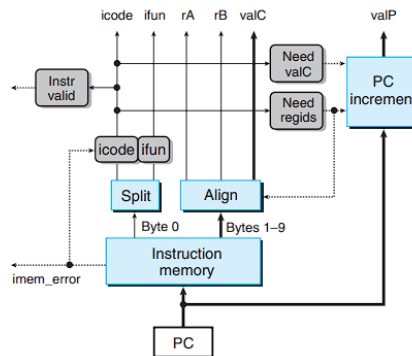 icode ifun rA rB valC valP
Need
valC
Instr
valid
PC
increment
Need
regids
icode ifun
Split
Align
Byte 0
Bytes 1–9
Instruction
memory
imem_error
PC